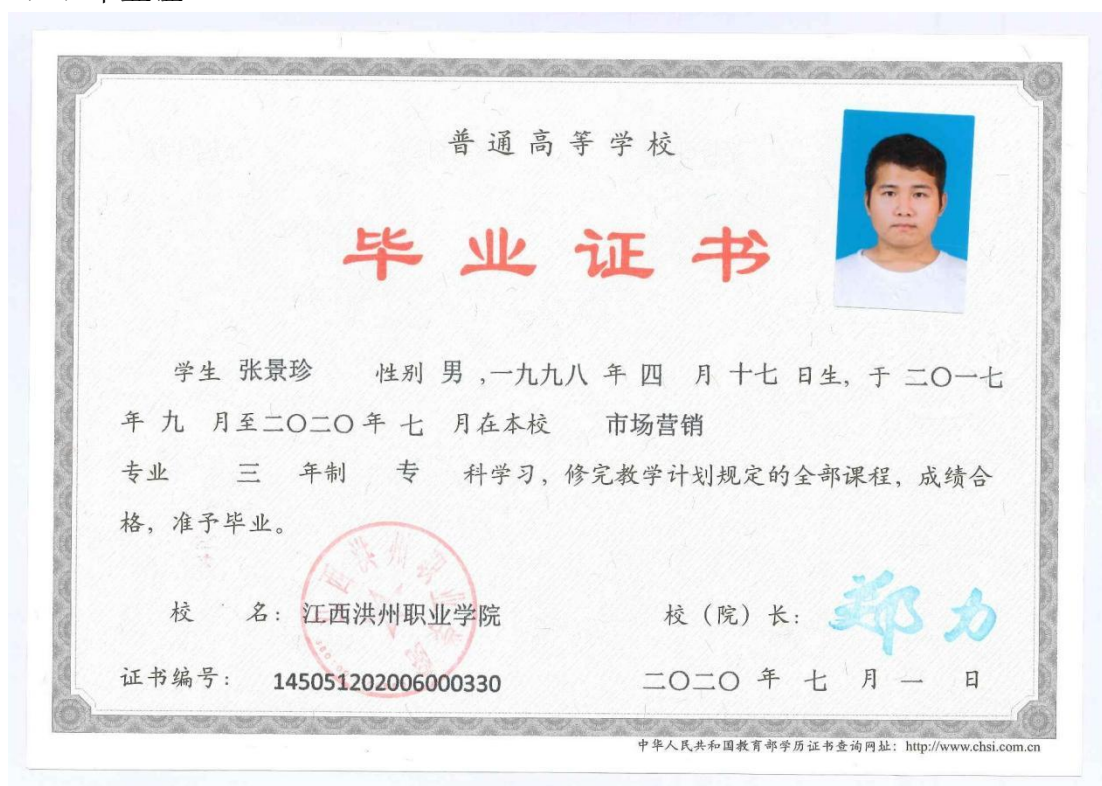 普通高等学校
毕业证书
学生 张景珍 性别 男 ,一九九八 年 四 月 十七 日生, 于 二〇一七
年 九 月至二〇二〇年 七 月在本校 市场营销
专业 三 年制 专 科学习, 修完教学计划规定的全部课程, 成绩合
格, 准予毕业。
校 名: 江西洪州职业学院 校 (院) 长: 郑力
证书编号: 145051202006000330 二〇二〇 年 七 月 一 日
中华人民共和国教育部学历证书查询网址: http://www.chsi.com.cn